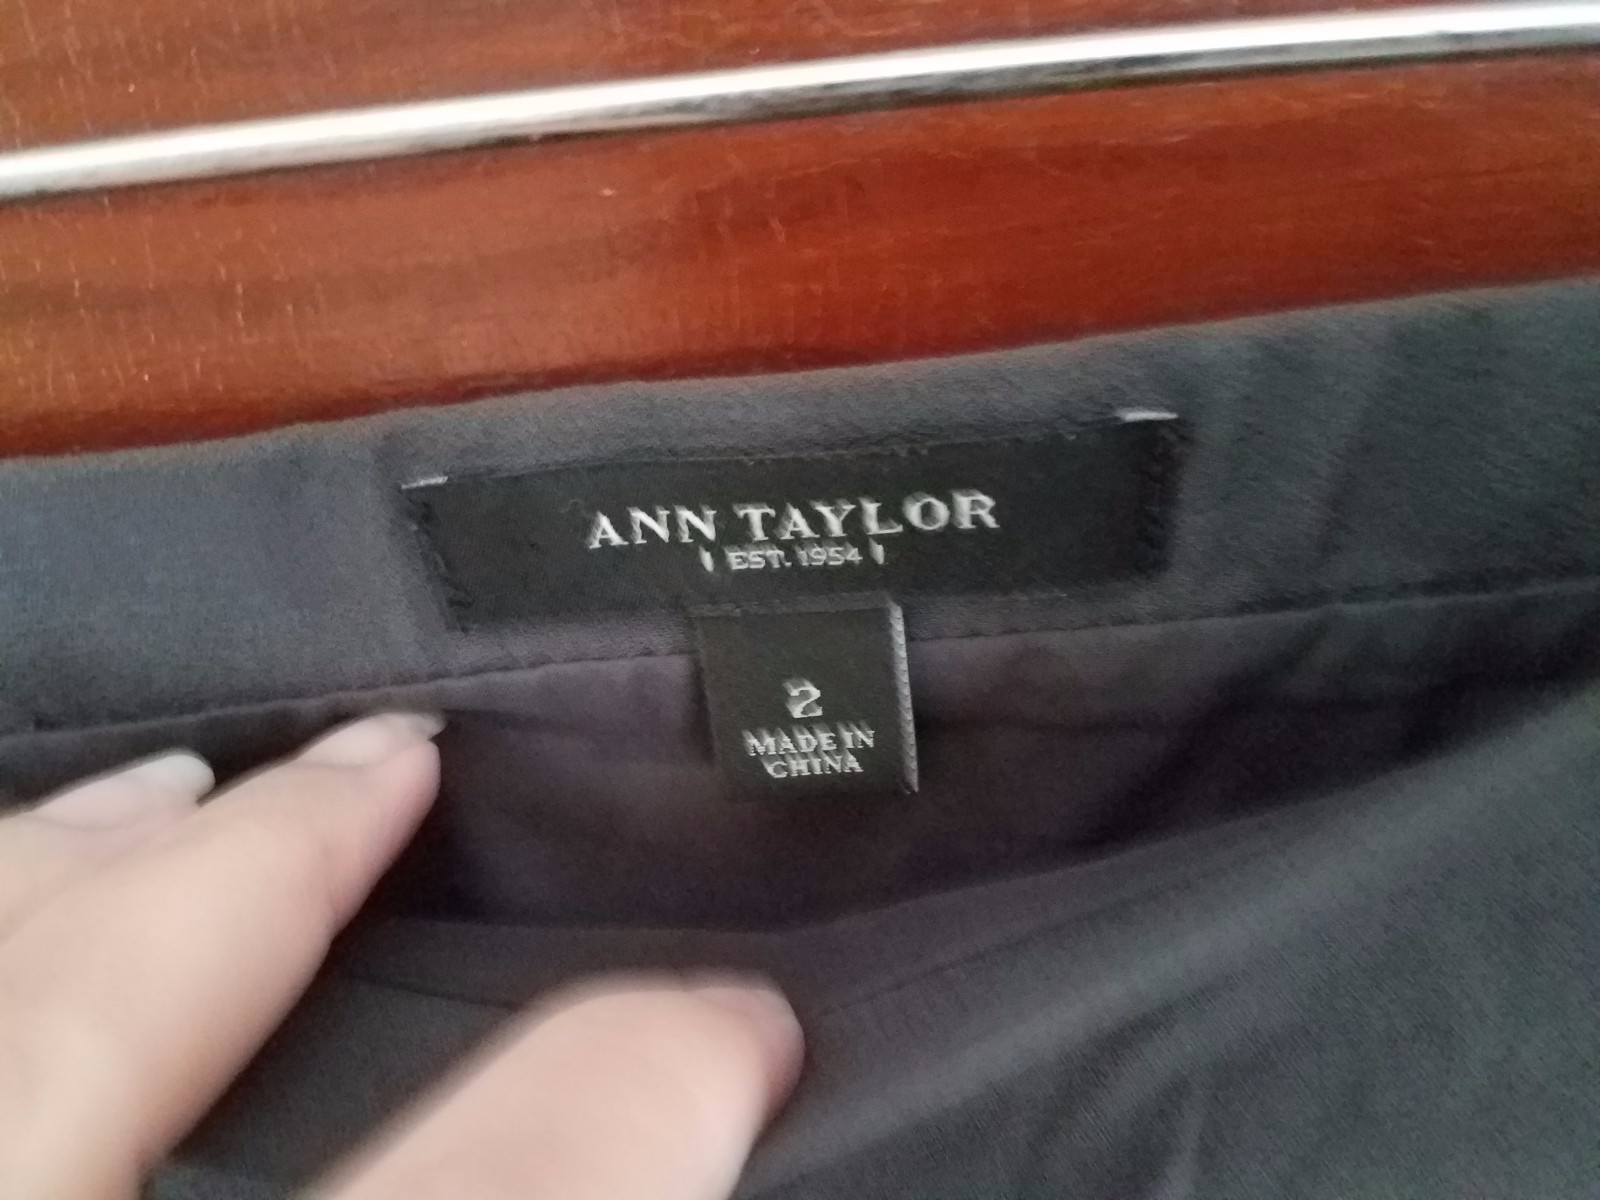 ANN TAYLOR
EST. 1954
2
MADE IN
CHINA